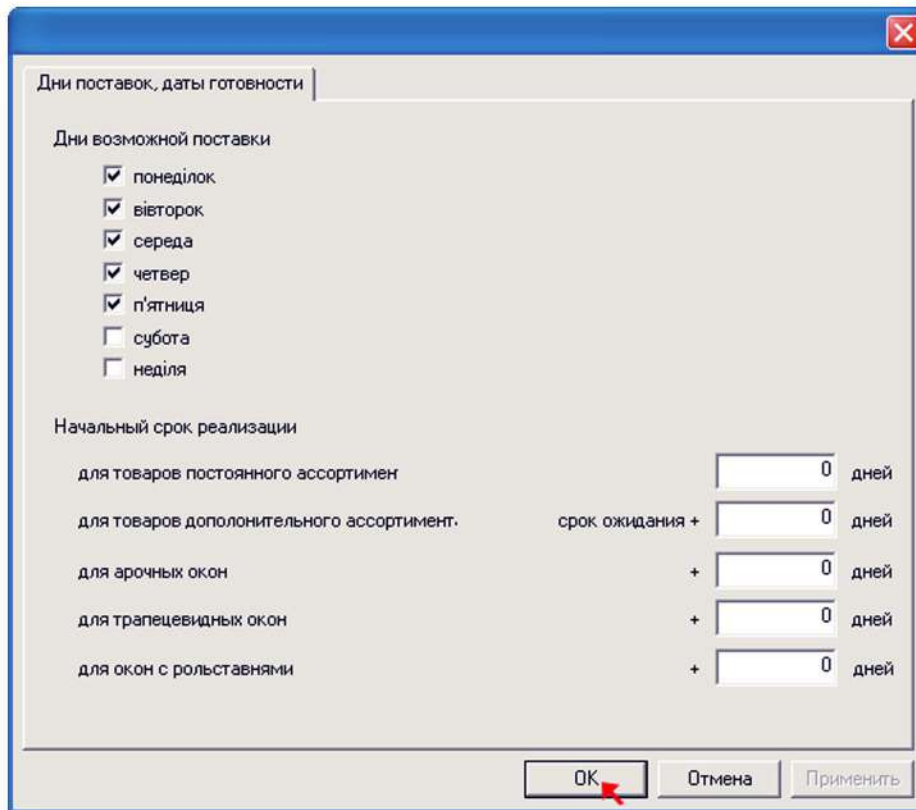 Дни поставок, даты готовности
Дни возможной поставки
понеділок
вівторок
середа
четвер
п'ятниця
субота
неділя
Начальный срок реализации
для товаров постоянного ассортимен 0 дней
для товаров дополонительного ассортимент. срок ожидания + 0 дней
для арочных окон + 0 дней
для трапецевидных окон + 0 дней
для окон с рольставнями + 0 дней
OK Отмена Применить